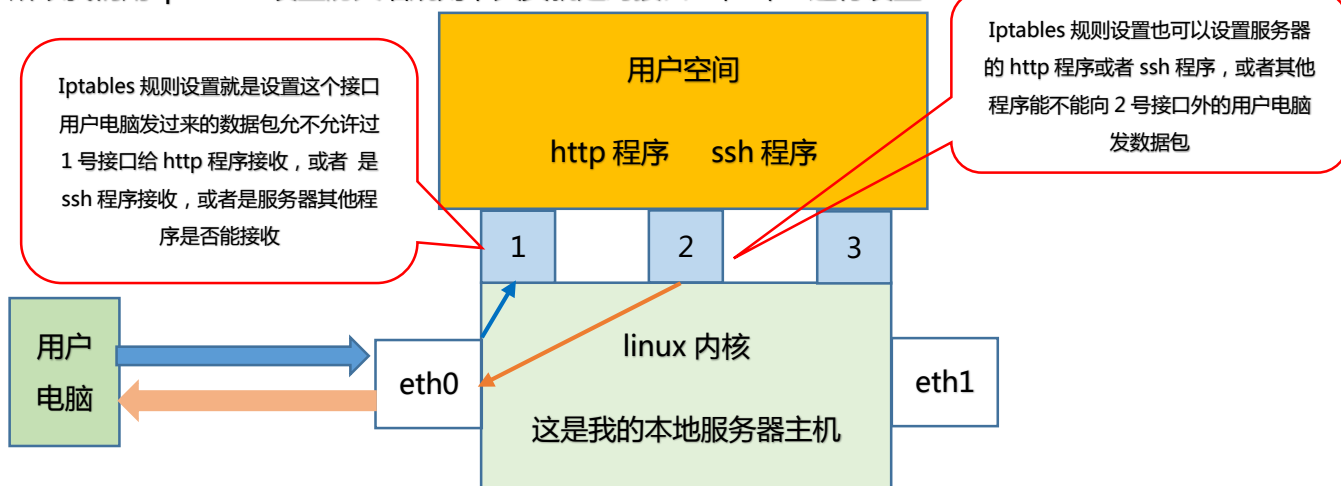 Iptables 规则设置就是设置这个接口
用户电脑发过来的数据包允不允许过
1 号接口给 http 程序接收，或者 是
ssh 程序接收，或者是服务器其他程
序是否能接收
用户空间
http 程序 ssh 程序
Iptables 规则设置也可以设置服务器
的 http 程序或者 ssh 程序，或者其他
程序能不能向 2 号接口外的用户电脑
发数据包
1
2
3
用户
电脑
eth0
linux 内核
eth1
这是我的本地服务器主机